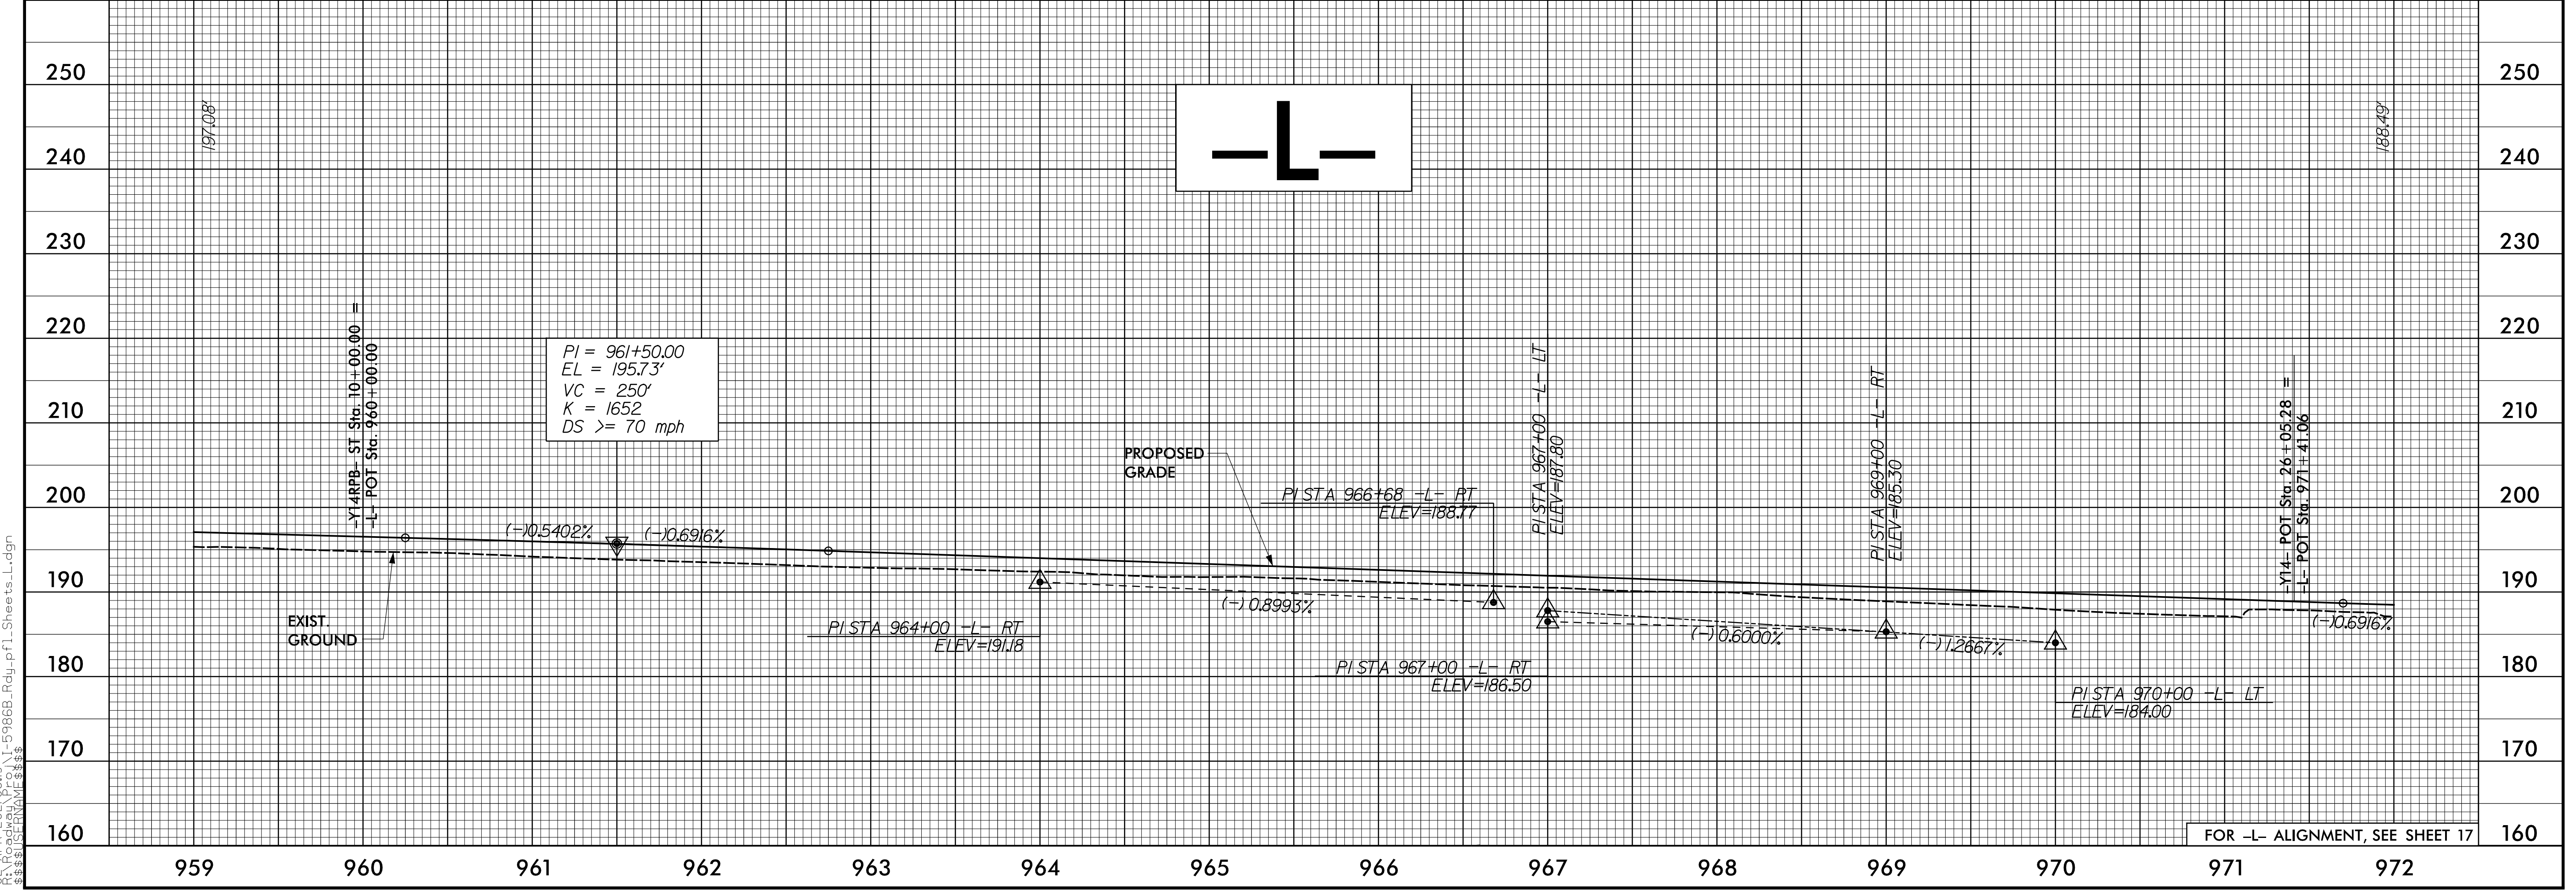 250
250
197.08'
188.49'
–L–
240
240
230
230
220
220
-Y14RPB- ST Sta. 10+00.00 =
-L- POT Sta. 960+00.00
PI = 961+50.00
EL = 195.73'
VC = 250'
K = 1652
DS >= 70 mph
210
210
PROPOSED
GRADE
PI STA 966+68 -L- RT
ELEV=188.77
PI STA 967+00 -L- LT
ELEV=187.80
PI STA 969+00 -L- RT
ELEV=185.30
-Y14- POT Sta. 26+05.28 =
-L- POT Sta. 971+41.06
200
200
(-)0.5402%
(-)0.6916%
190
190
EXIST.
GROUND
(-)0.8993%
PI STA 964+00 -L- RT
ELEV=191.18
(-)0.6000%
(-)1.2667%
(-)0.6916%
180
180
PI STA 967+00 -L- RT
ELEV=186.50
PI STA 970+00 -L- LT
ELEV=184.00
170
170
160
160
FOR -L- ALIGNMENT, SEE SHEET 17
959 960 961 962 963 964 965 966 967 968 969 970 971 972
R:\Roadway\Proj\I-5986B_Rdy_pfl_Sheets_L.dgn